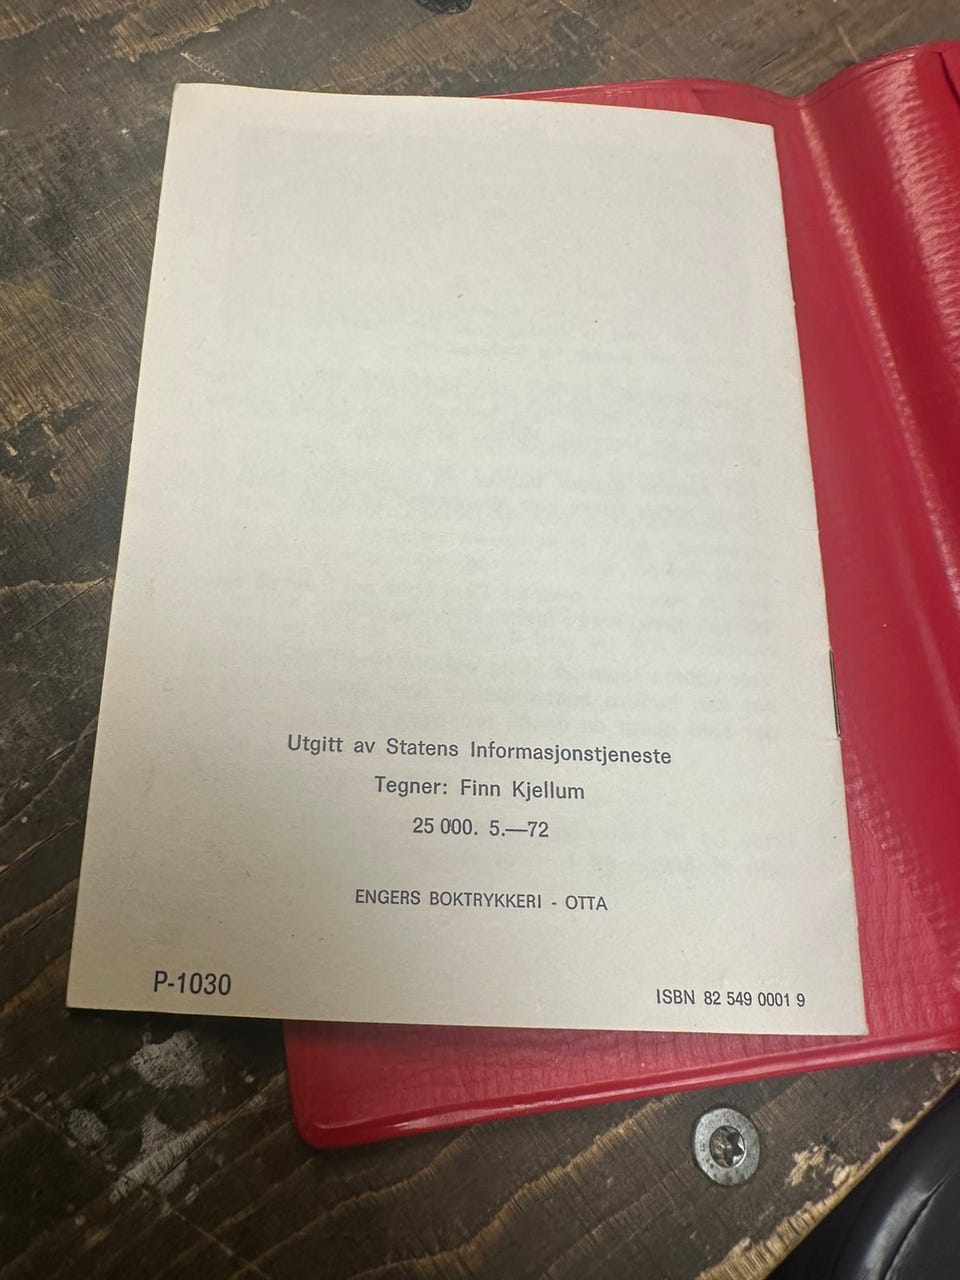 Utgitt av Statens Informasjonstjeneste
Tegner: Finn Kjellum
25 000. 5.—72
ENGERS BOKTRYKKERI - OTTA
P-1030
ISBN 82 549 0001 9